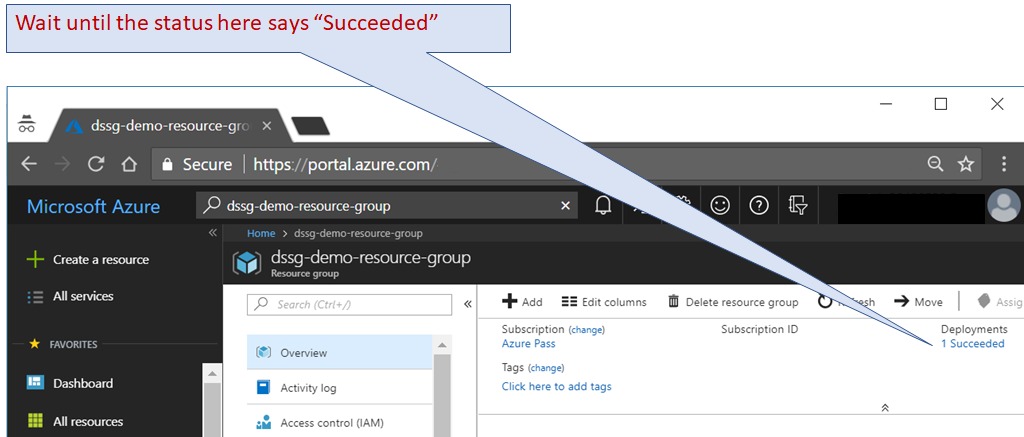 Wait until the status here says “Succeeded”
dssg-demo-resource-gro
Secure https://portal.azure.com/
Microsoft Azure dssg-demo-resource-group
Home > dssg-demo-resource-group
Create a resource
dssg-demo-resource-group
Resource group
All services
Search (Ctrl+/)
Add Edit columns Delete resource group Move Assig
Subscription (change) Subscription ID Deployments
Azure Pass 1 Succeeded
FAVORITES
Overview
Tags (change)
Dashboard
Activity log
Click here to add tags
All resources
Access control (IAM)